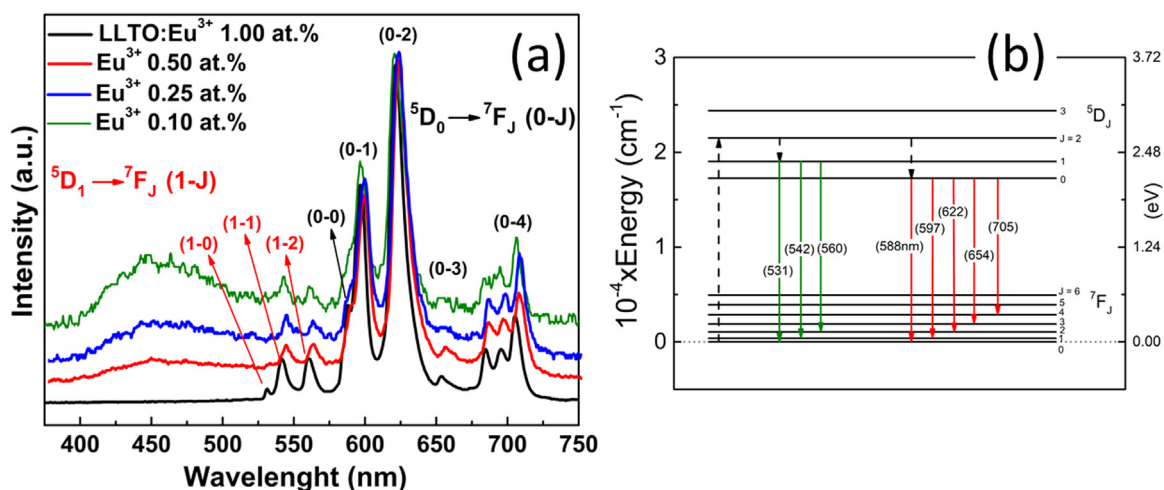 LLTO:Eu³⁺ 1.00 at.%
Eu³⁺ 0.50 at.%
Eu³⁺ 0.25 at.%
Eu³⁺ 0.10 at.%
(a)
(0-2)
⁵D₀ → ⁷F_J (0-J)
(0-1)
⁵D₁ → ⁷F_J (1-J)
(0-0)
(1-1)
(1-0)
(1-2)
(0-4)
(0-3)
Intensity (a.u.)
400 450 500 550 600 650 700 750
Wavelenght (nm)
(b)
10⁻⁴xEnergy (cm⁻¹)
3
2
1
0
3 ⁵D_J
J = 2
1
0
(531)
(542)
(560)
(588nm)
(597)
(622)
(654)
(705)
J = 6 ⁷F_J
5
4
3
2
1
0
3.72
2.48
1.24
0.00
(eV)